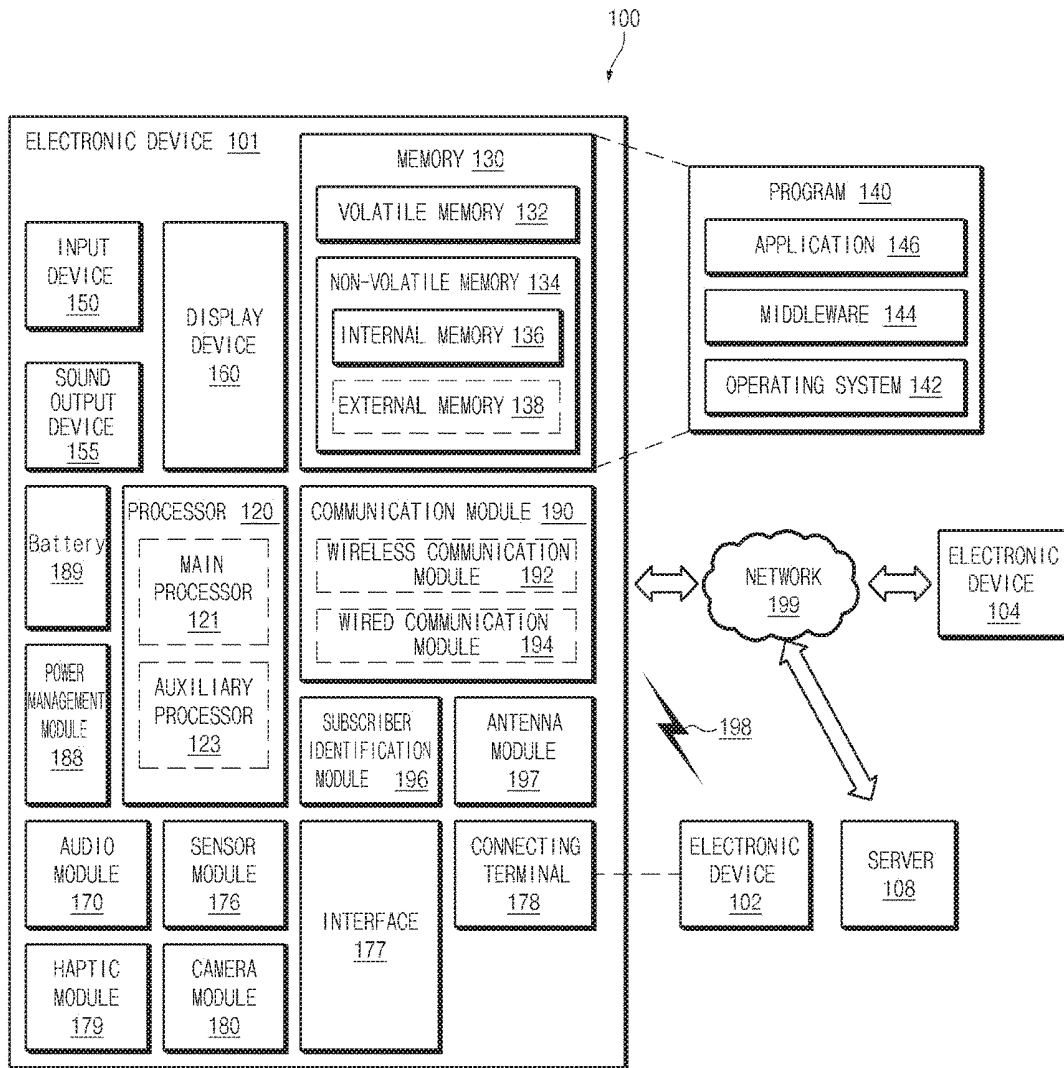 100
ELECTRONIC DEVICE 101
MEMORY 130
VOLATILE MEMORY 132
NON-VOLATILE MEMORY 134
INTERNAL MEMORY 136
EXTERNAL MEMORY 138
PROGRAM 140
APPLICATION 146
MIDDLEWARE 144
OPERATING SYSTEM 142
INPUT
DEVICE
150
DISPLAY
DEVICE
160
SOUND
OUTPUT
DEVICE
155
Battery
189
PROCESSOR 120
MAIN
PROCESSOR
121
AUXILIARY
PROCESSOR
123
COMMUNICATION MODULE 190
WIRELESS COMMUNICATION
MODULE 192
WIRED COMMUNICATION
MODULE 194
NETWORK
199
ELECTRONIC
DEVICE
104
POWER
MANAGEMENT
MODULE
188
SUBSCRIBER
IDENTIFICATION
MODULE 196
ANTENNA
MODULE
197
198
AUDIO
MODULE
170
SENSOR
MODULE
176
INTERFACE
177
CONNECTING
TERMINAL
178
ELECTRONIC
DEVICE
102
SERVER
108
HAPTIC
MODULE
179
CAMERA
MODULE
180